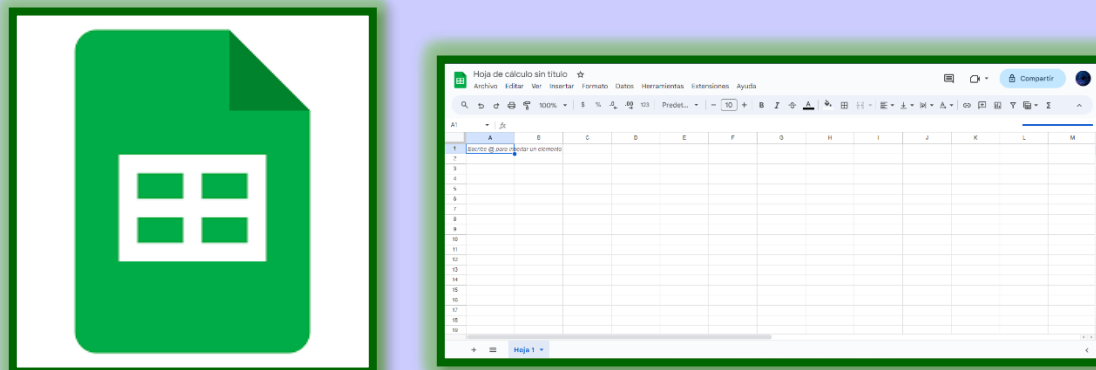 Hoja de cálculo sin título
Archivo Editar Ver Insertar Formato Datos Herramientas Extensiones Ayuda
Compartir
100% $ % .0 .00 123 Predet... - 10 + B I A
A1 fx
A B C D E F G H I J K L M
1 Escribe @ para insertar un elemento
2
3
4
5
6
7
8
9
10
11
12
13
14
15
16
17
18
19
+ Hoja 1